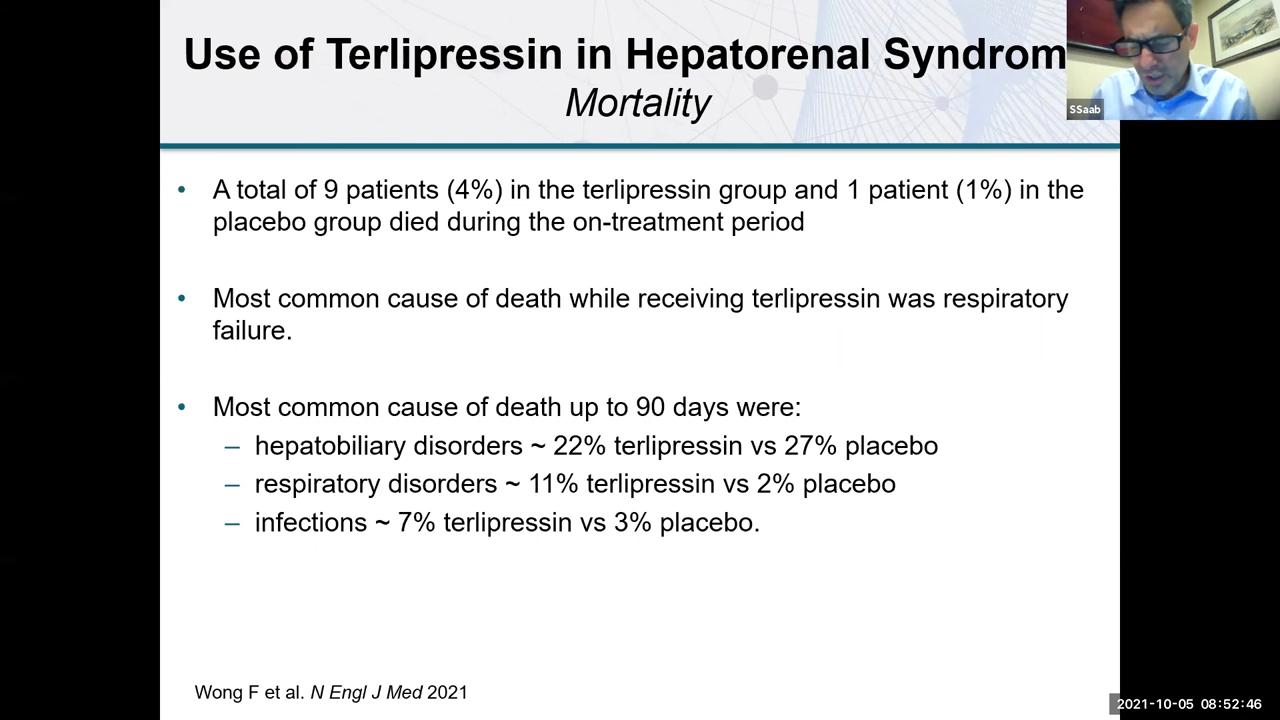 Use of Terlipressin in Hepatorenal Syndrom
Mortality
SSaab
• A total of 9 patients (4%) in the terlipressin group and 1 patient (1%) in the
placebo group died during the on-treatment period
• Most common cause of death while receiving terlipressin was respiratory
failure.
• Most common cause of death up to 90 days were:
– hepatobiliary disorders ~ 22% terlipressin vs 27% placebo
– respiratory disorders ~ 11% terlipressin vs 2% placebo
– infections ~ 7% terlipressin vs 3% placebo.
Wong F et al. N Engl J Med 2021
2021-10-05 08:52:46